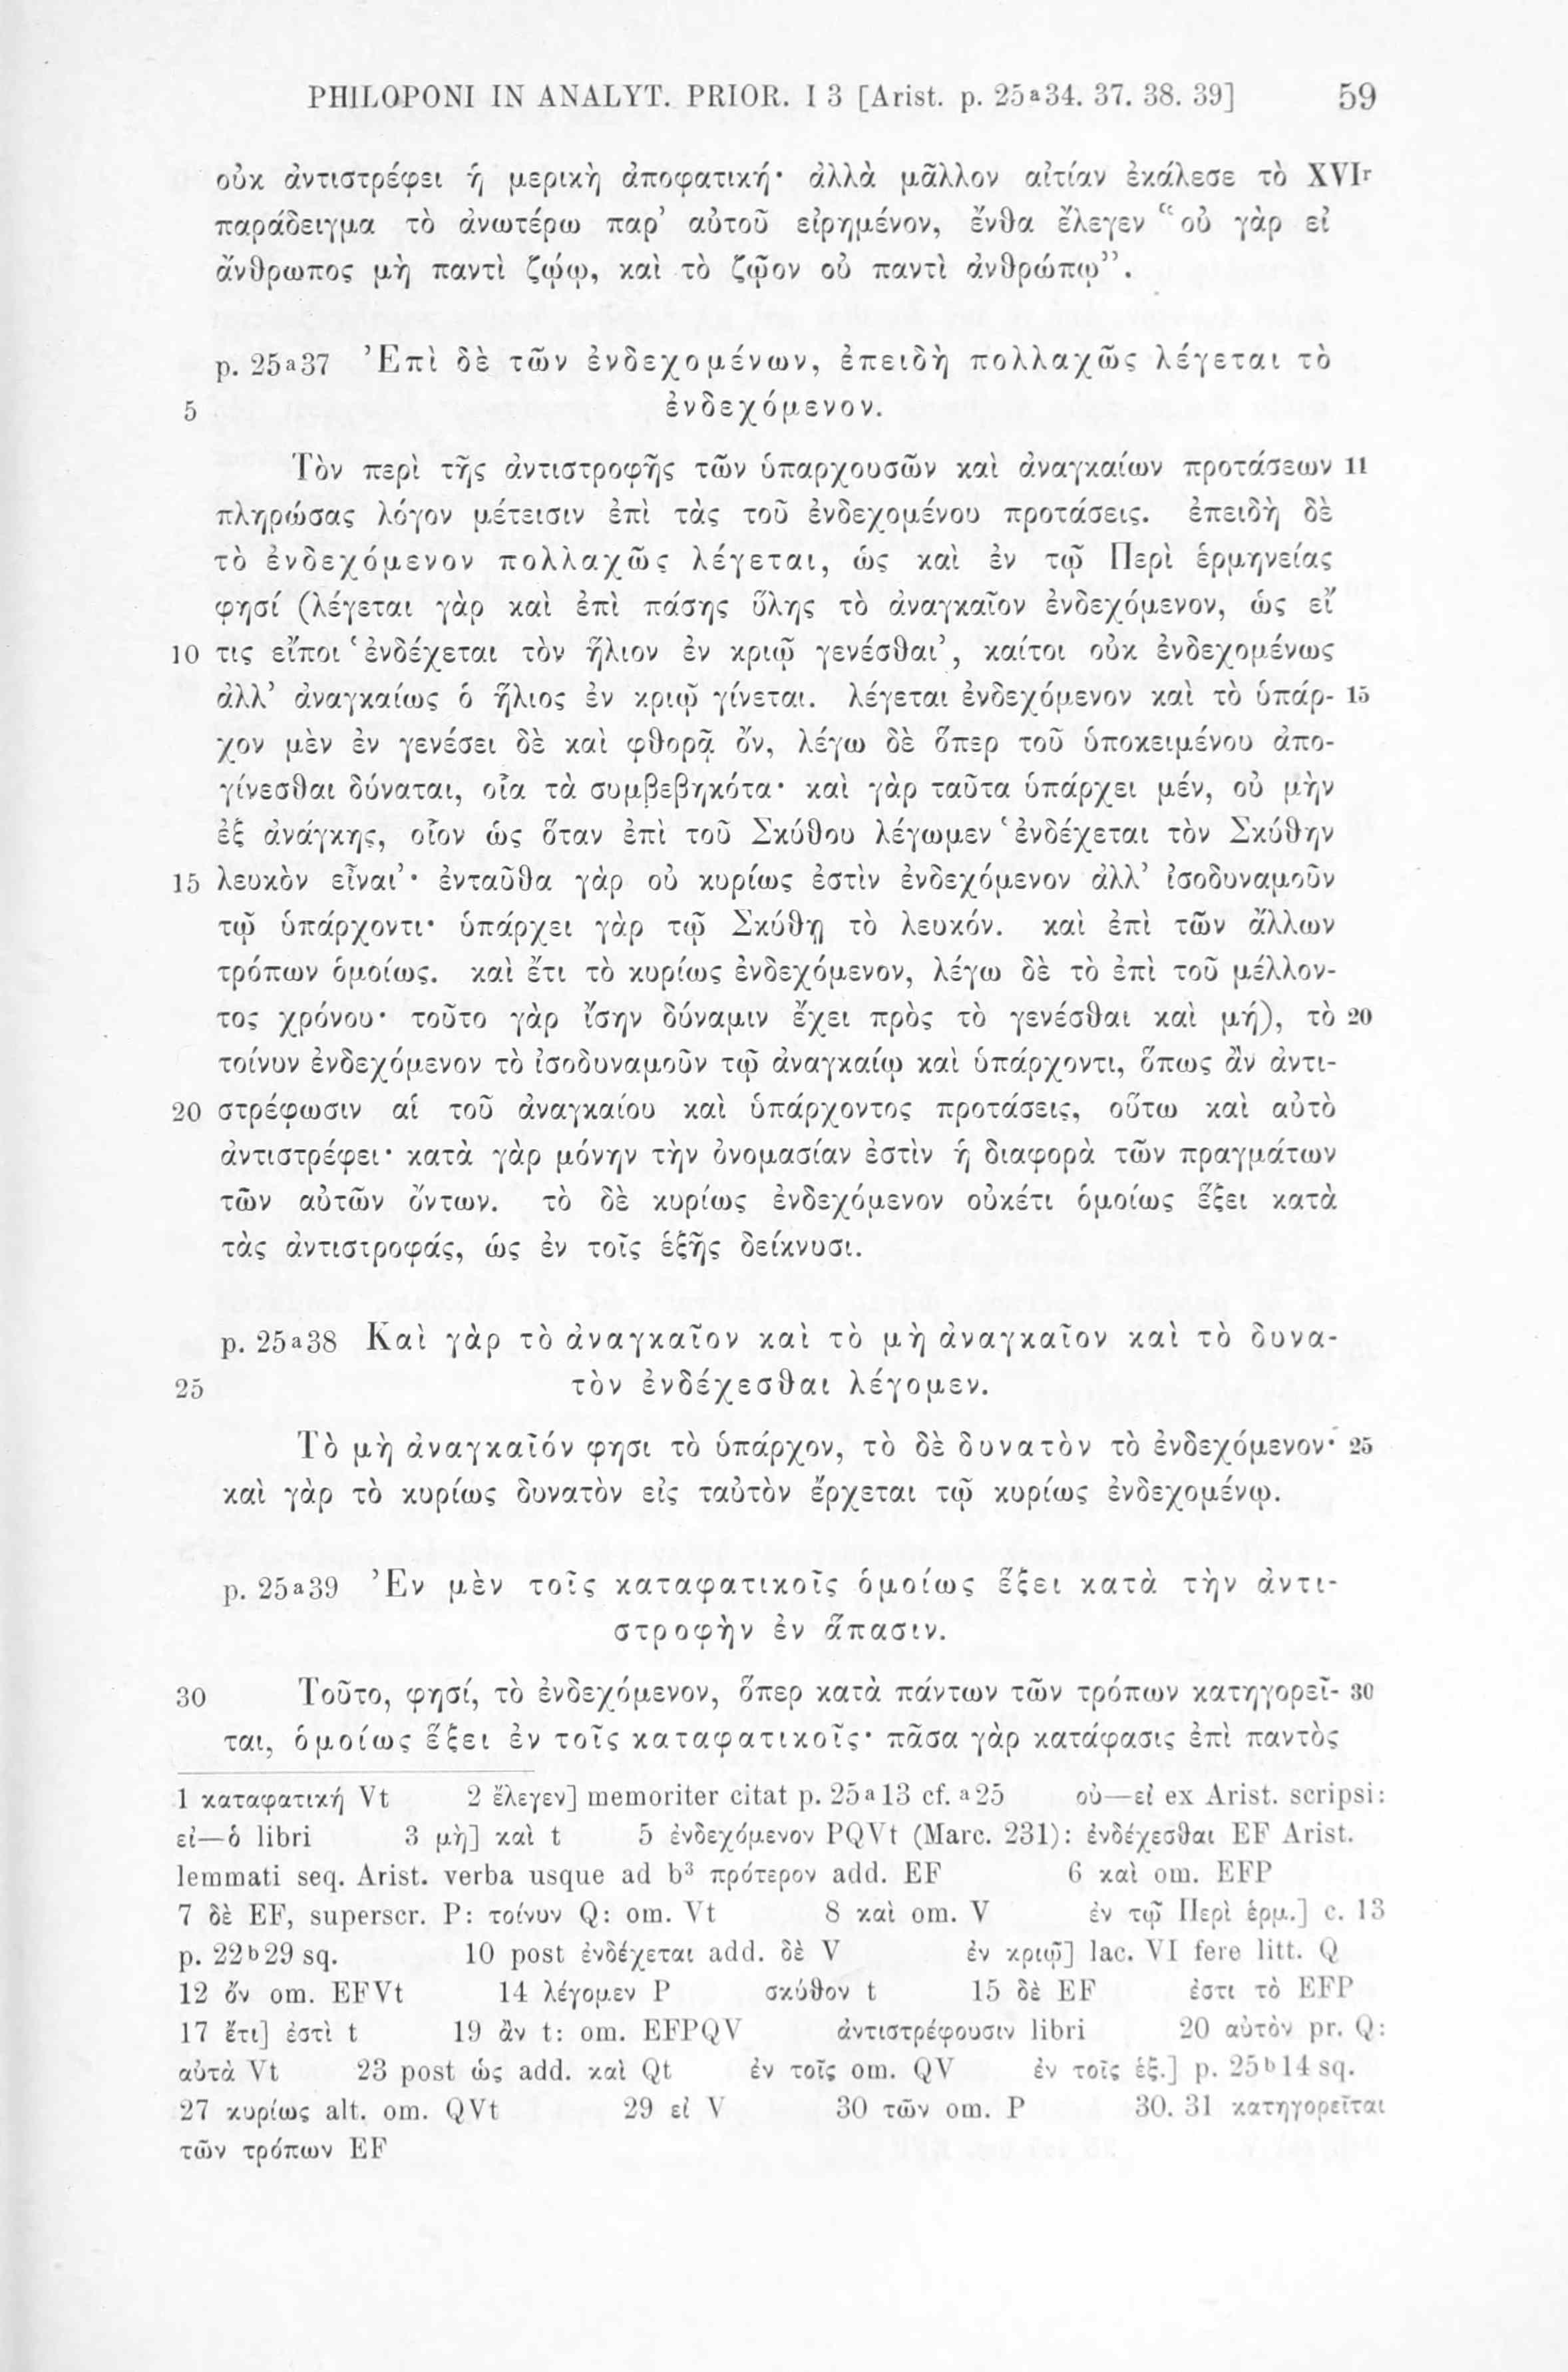 PHILOPONI IN ANALYT. PRIOR. I 3 [Arist. p. 25ᵃ34. 37. 38. 39] 59
οὐκ ἀντιστρέφει ἡ μερικὴ ἀποφατική· ἀλλὰ μᾶλλον αἰτίαν ἐκάλεσε τὸ XVIʳ
παράδειγμα τὸ ἀνωτέρω παρ’ αὐτοῦ εἰρημένον, ἔνθα ἔλεγεν “οὐ γὰρ εἰ
ἄνθρωπος μὴ παντὶ ζῴῳ, καὶ τὸ ζῷον οὐ παντὶ ἀνθρώπῳ”.
p. 25ᵃ37 Ἐπὶ δὲ τῶν ἐνδεχομένων, ἐπειδὴ πολλαχῶς λέγεται τὸ
5 ἐνδεχόμενον.
Τὸν περὶ τῆς ἀντιστροφῆς τῶν ὑπαρχουσῶν καὶ ἀναγκαίων προτάσεων 11
πληρώσας λόγον μέτεισιν ἐπὶ τὰς τοῦ ἐνδεχομένου προτάσεις. ἐπειδὴ δὲ
τὸ ἐνδεχόμενον πολλαχῶς λέγεται, ὡς καὶ ἐν τῷ Περὶ ἑρμηνείας
φησί (λέγεται γὰρ καὶ ἐπὶ πάσης ὕλης τὸ ἀναγκαῖον ἐνδεχόμενον, ὡς εἴ
10 τις εἴποι ‘ἐνδέχεται τὸν ἥλιον ἐν κριῷ γενέσθαι’, καίτοι οὐκ ἐνδεχομένως
ἀλλ’ ἀναγκαίως ὁ ἥλιος ἐν κριῷ γίνεται. λέγεται ἐνδεχόμενον καὶ τὸ ὑπάρ- 15
χον μὲν ἐν γενέσει δὲ καὶ φθορᾷ ὄν, λέγω δὲ ὅπερ τοῦ ὑποκειμένου ἀπο-
γίνεσθαι δύναται, οἷα τὰ συμβεβηκότα· καὶ γὰρ ταῦτα ὑπάρχει μέν, οὐ μὴν
ἐξ ἀνάγκης, οἷον ὡς ὅταν ἐπὶ τοῦ Σκύθου λέγωμεν ‘ἐνδέχεται τὸν Σκύθην
15 λευκὸν εἶναι’· ἐνταῦθα γὰρ οὐ κυρίως ἐστὶν ἐνδεχόμενον ἀλλ’ ἰσοδυναμοῦν
τῷ ὑπάρχοντι· ὑπάρχει γὰρ τῷ Σκύθῃ τὸ λευκόν. καὶ ἐπὶ τῶν ἄλλων
τρόπων ὁμοίως. καὶ ἔτι τὸ κυρίως ἐνδεχόμενον, λέγω δὲ τὸ ἐπὶ τοῦ μέλλον-
τος χρόνου· τοῦτο γὰρ ἴσην δύναμιν ἔχει πρὸς τὸ γενέσθαι καὶ μή), τὸ 20
τοίνυν ἐνδεχόμενον τὸ ἰσοδυναμοῦν τῷ ἀναγκαίῳ καὶ ὑπάρχοντι, ὅπως ἂν ἀντι-
20 στρέφωσιν αἱ τοῦ ἀναγκαίου καὶ ὑπάρχοντος προτάσεις, οὕτω καὶ αὐτὸ
ἀντιστρέφει· κατὰ γὰρ μόνην τὴν ὀνομασίαν ἐστὶν ἡ διαφορὰ τῶν πραγμάτων
τῶν αὐτῶν ὄντων. τὸ δὲ κυρίως ἐνδεχόμενον οὐκέτι ὁμοίως ἕξει κατὰ
τὰς ἀντιστροφάς, ὡς ἐν τοῖς ἑξῆς δείκνυσι.
p. 25ᵃ38 Καὶ γὰρ τὸ ἀναγκαῖον καὶ τὸ μὴ ἀναγκαῖον καὶ τὸ δυνα-
25 τὸν ἐνδέχεσθαι λέγομεν.
Τὸ μὴ ἀναγκαῖόν φησι τὸ ὑπάρχον, τὸ δὲ δυνατὸν τὸ ἐνδεχόμενον· 25
καὶ γὰρ τὸ κυρίως δυνατὸν εἰς ταὐτὸν ἔρχεται τῷ κυρίως ἐνδεχομένῳ.
p. 25ᵃ39 Ἐν μὲν τοῖς καταφατικοῖς ὁμοίως ἕξει κατὰ τὴν ἀντι-
στροφὴν ἐν ἅπασιν.
30 Τοῦτο, φησί, τὸ ἐνδεχόμενον, ὅπερ κατὰ πάντων τῶν τρόπων κατηγορεῖ- 30
ται, ὁμοίως ἕξει ἐν τοῖς καταφατικοῖς· πᾶσα γὰρ κατάφασις ἐπὶ παντὸς
1 καταφατική Vt 2 ἔλεγεν] memoriter citat p. 25ᵃ13 cf. ᵃ25 οὐ—εἰ ex Arist. scripsi:
εἰ—ὁ libri 3 μὴ] καὶ t 5 ἐνδεχόμενον PQVt (Marc. 231): ἐνδέχεσθαι EF Arist.
lemmati seq. Arist. verba usque ad b³ πρότερον add. EF 6 καὶ om. EFP
7 δὲ EF, superscr. P: τοίνυν Q: om. Vt 8 καὶ om. V ἐν τῷ Περὶ ἑρμ.] c. 13
p. 22ᵇ29 sq. 10 post ἐνδέχεται add. δὲ V ἐν κριῷ] lac. VI fere litt. Q
12 ὄν om. EFVt 14 λέγομεν P σκύθον t 15 δὲ EF ἐστι τὸ EFP
17 ἔτι] ἐστὶ t 19 ἂν t: om. EFPQV ἀντιστρέφουσιν libri 20 αὐτὸν pr. Q:
αὐτὰ Vt 23 post ὡς add. καὶ Qt ἐν τοῖς om. QV ἐν τοῖς ἑξ.] p. 25ᵇ14 sq.
27 κυρίως alt. om. QVt 29 εἰ V 30 τῶν om. P 30. 31 κατηγορεῖται
τῶν τρόπων EF